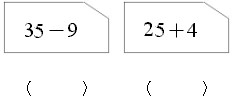 35－9 25＋4
（　　） （　　）